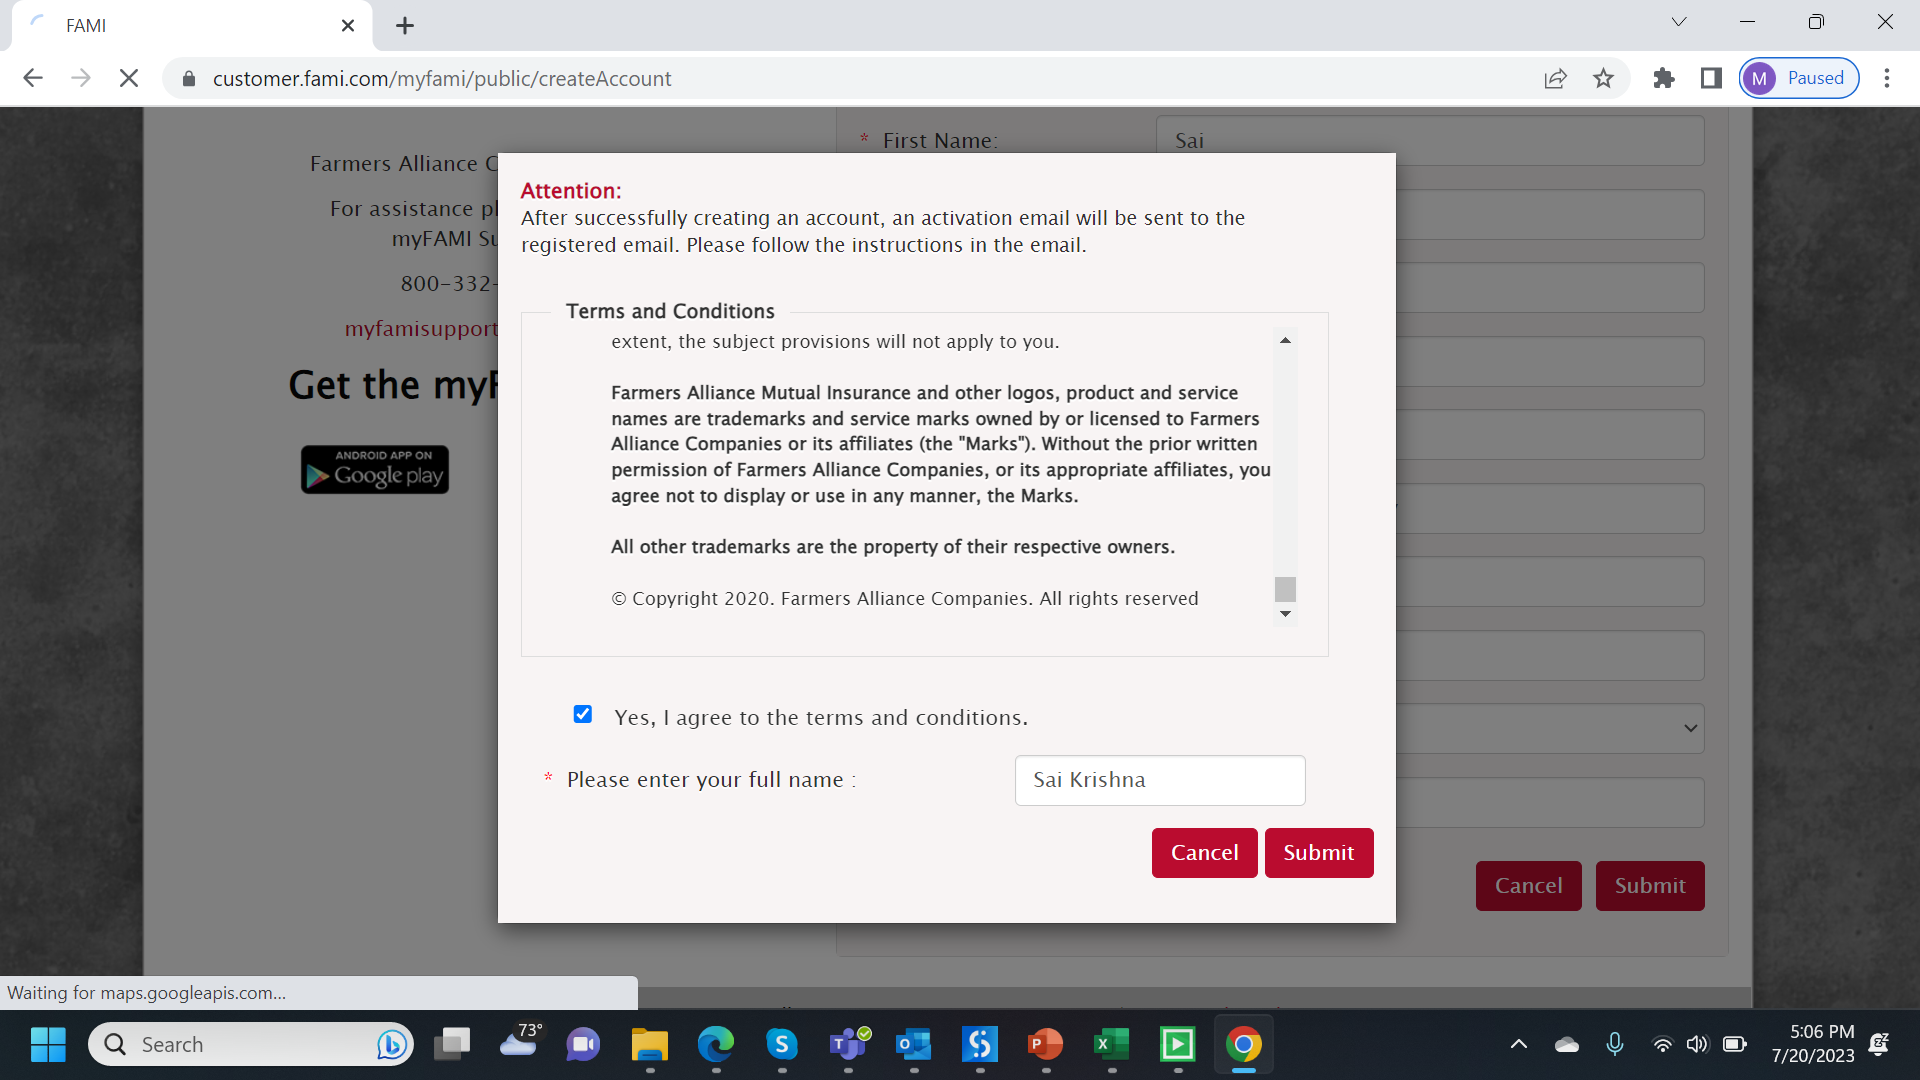 FAMI
customer.fami.com/myfami/public/createAccount
M Paused
* First Name: Sai
Farmers Alliance C
For assistance pl
myFAMI Su
800-332-
myfamisupport
Get the myF
ANDROID APP ON
Google play
Attention:
After successfully creating an account, an activation email will be sent to the
registered email. Please follow the instructions in the email.
Terms and Conditions
extent, the subject provisions will not apply to you.
Farmers Alliance Mutual Insurance and other logos, product and service
names are trademarks and service marks owned by or licensed to Farmers
Alliance Companies or its affiliates (the "Marks"). Without the prior written
permission of Farmers Alliance Companies, or its appropriate affiliates, you
agree not to display or use in any manner, the Marks.
All other trademarks are the property of their respective owners.
© Copyright 2020. Farmers Alliance Companies. All rights reserved
Yes, I agree to the terms and conditions.
* Please enter your full name : Sai Krishna
Cancel Submit
Cancel Submit
Waiting for maps.googleapis.com...
Search
73°
5:06 PM
7/20/2023